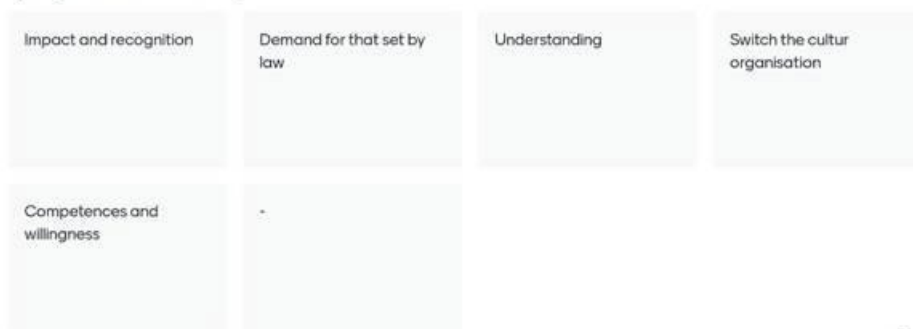 Impact and recognition
Demand for that set by
law
Understanding
Switch the cultur
organisation
Competences and
willingness
-